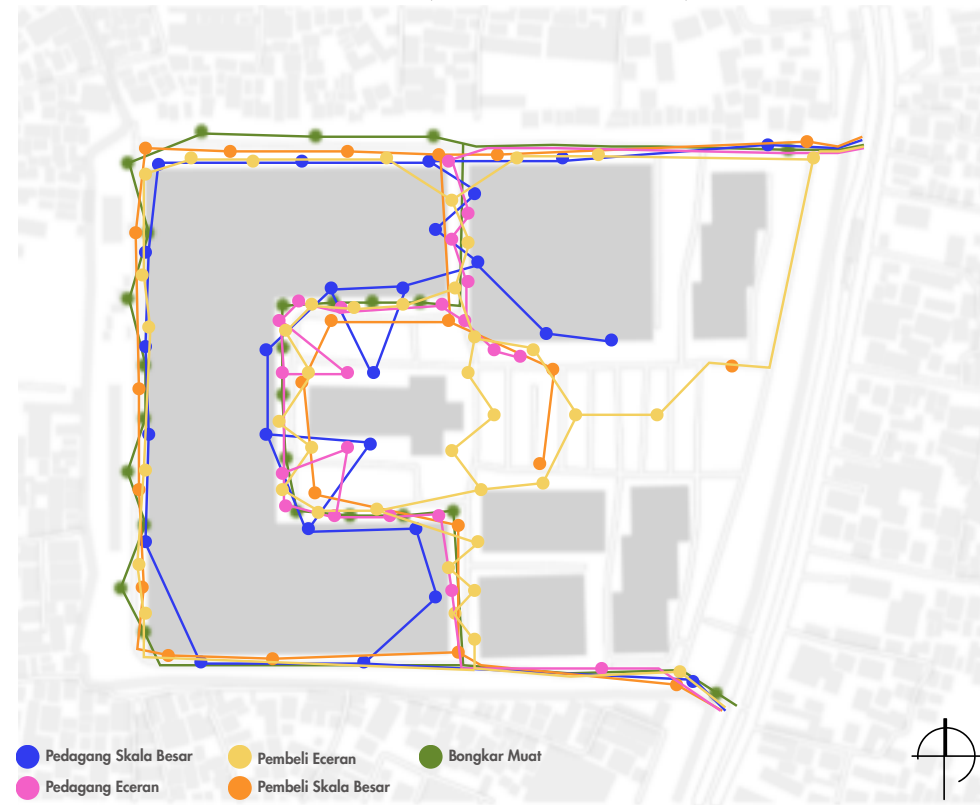 Pedagang Skala Besar
Pembeli Eceran
Bongkar Muat
Pedagang Eceran
Pembeli Skala Besar